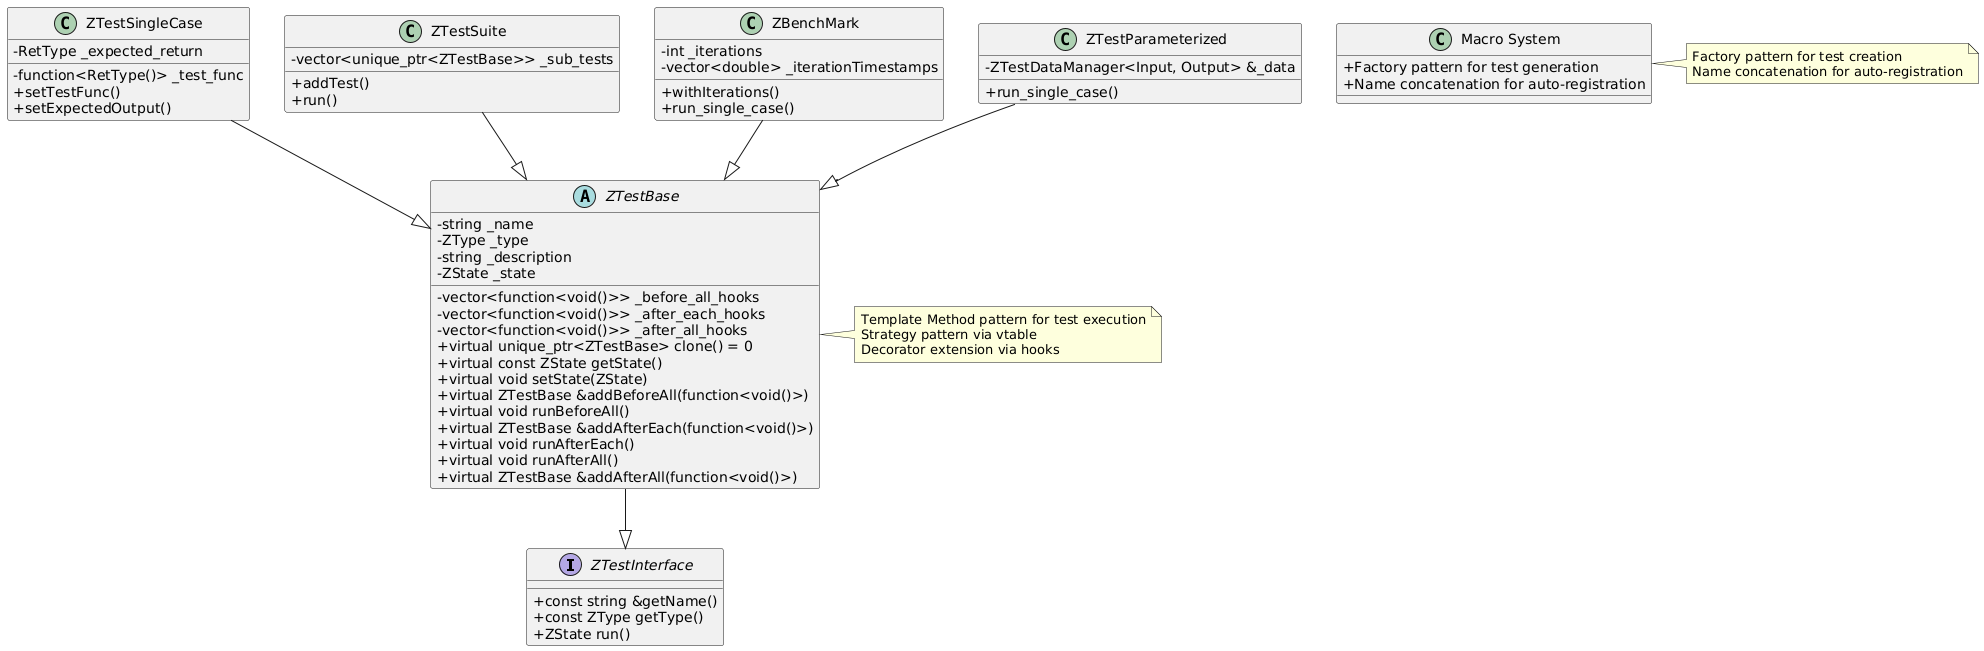 C ZTestSingleCase
-RetType _expected_return
-function<RetType()> _test_func
+setTestFunc()
+setExpectedOutput()
C ZTestSuite
-vector<unique_ptr<ZTestBase>> _sub_tests
+addTest()
+run()
C ZBenchMark
-int _iterations
-vector<double> _iterationTimestamps
+withIterations()
+run_single_case()
C ZTestParameterized
-ZTestDataManager<Input, Output> &_data
+run_single_case()
C Macro System
+Factory pattern for test generation
+Name concatenation for auto-registration
Factory pattern for test creation
Name concatenation for auto-registration
A ZTestBase
-string _name
-ZType _type
-string _description
-ZState _state
-vector<function<void()>> _before_all_hooks
-vector<function<void()>> _after_each_hooks
-vector<function<void()>> _after_all_hooks
+virtual unique_ptr<ZTestBase> clone() = 0
+virtual const ZState getState()
+virtual void setState(ZState)
+virtual ZTestBase &addBeforeAll(function<void()>)
+virtual void runBeforeAll()
+virtual ZTestBase &addAfterEach(function<void()>)
+virtual void runAfterEach()
+virtual void runAfterAll()
+virtual ZTestBase &addAfterAll(function<void()>)
Template Method pattern for test execution
Strategy pattern via vtable
Decorator extension via hooks
I ZTestInterface
+const string &getName()
+const ZType getType()
+ZState run()